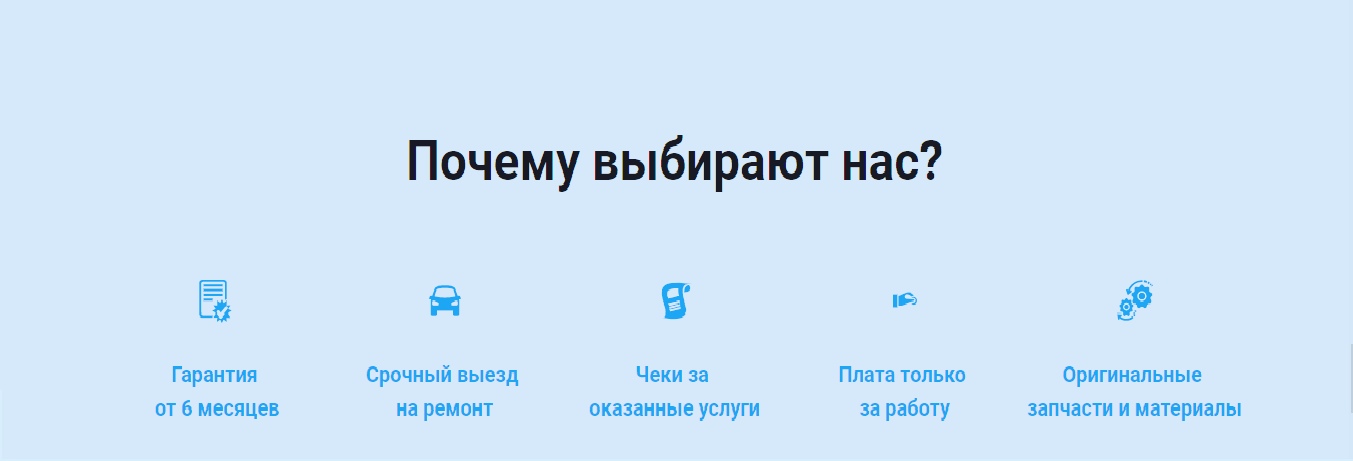 Почему выбирают нас?
Гарантия
от 6 месяцев
Срочный выезд
на ремонт
Чеки за
оказанные услуги
Плата только
за работу
Оригинальные
запчасти и материалы